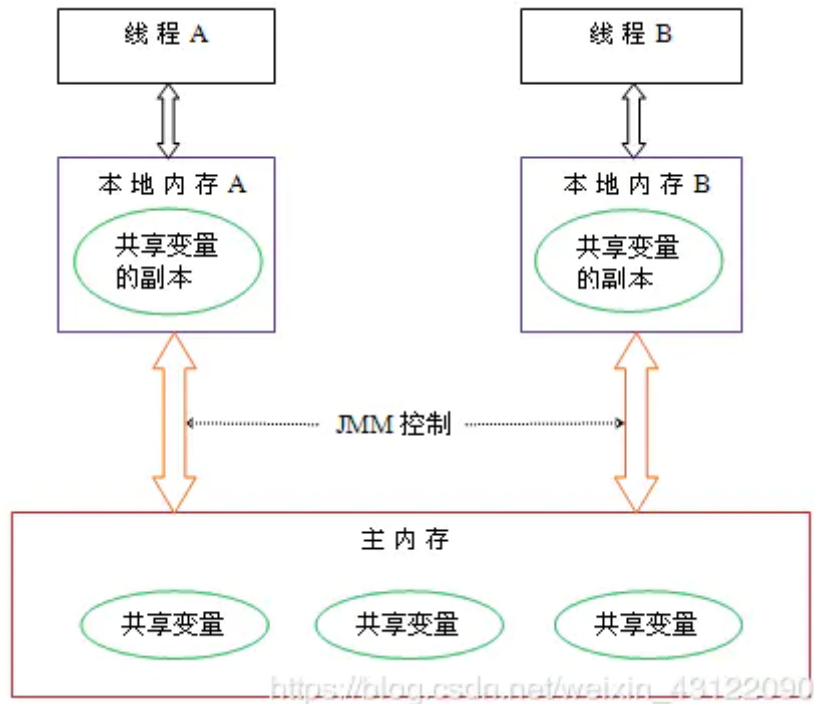 线程 A
线程 B
本地内存 A
本地内存 B
共享变量
的副本
共享变量
的副本
JMM 控制
主内存
共享变量
共享变量
共享变量
https://blog.csdn.net/weixin_43122090